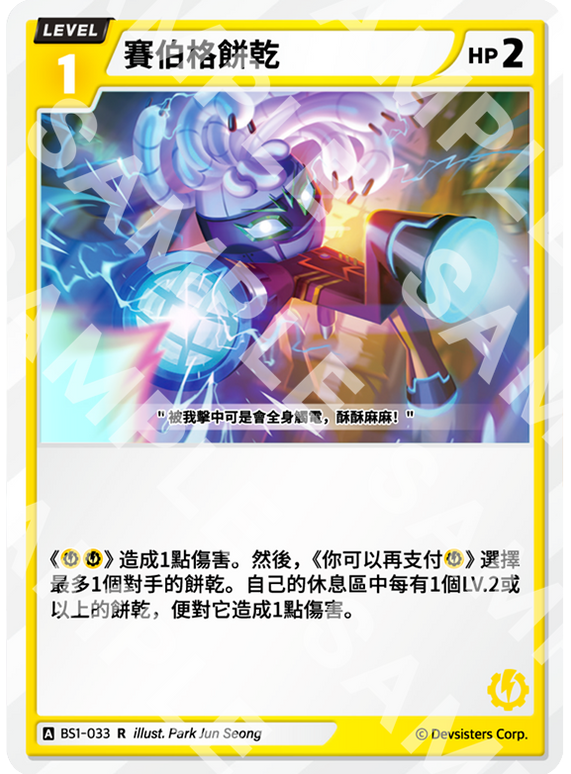 LEVEL
1
賽伯格餅乾
HP 2
SAMPLE
"被我擊中可是會全身觸電，酥酥麻麻！"
《》造成1點傷害。然後，《你可以再支付》選擇
最多1個對手的餅乾。自己的休息區中每有1個LV.2或
以上的餅乾，便對它造成1點傷害。
A BS1-033 R illust. Park Jun Seong
© Devsisters Corp.